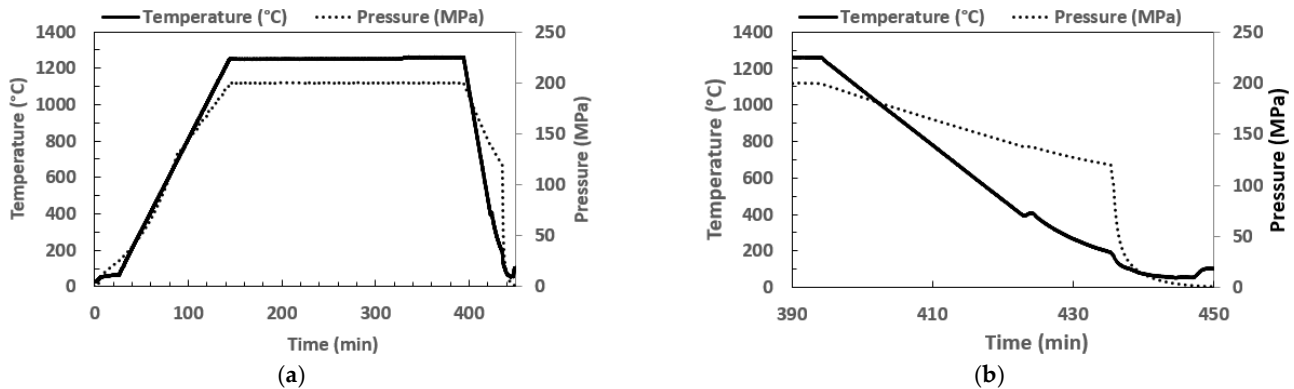 Temperature (°C) Pressure (MPa)
1400 250
1200 200
1000
800 150
600 100
400 50
200
0 0
0 100 200 300 400
Temperature (°C)
Pressure (MPa)
Time (min)
(a)
Temperature (°C) Pressure (MPa)
1400 250
1200 200
1000
800 150
600 100
400 50
200
0 0
390 410 430 450
Temperature (°C)
Pressure (MPa)
Time (min)
(b)